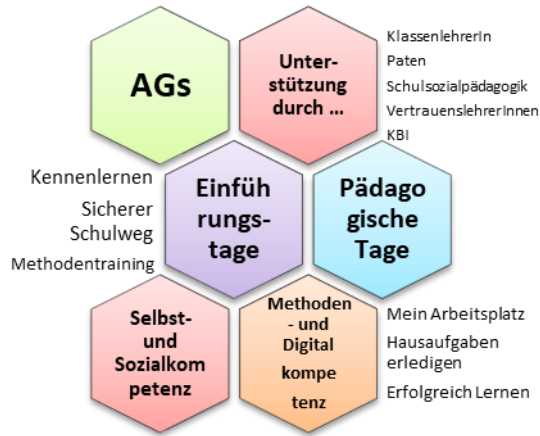 AGs
Unter-
stützung
durch ...
KlassenlehrerIn
Paten
Schulsozialpädagogik
VertrauenslehrerInnen
KBI
Kennenlernen
Sicherer
Schulweg
Methodentraining
Einfüh
rungs-
tage
Pädago
gische
Tage
Selbst-
und
Sozialkom
petenz
Methoden
- und
Digital
kompe
tenz
Mein Arbeitsplatz
Hausaufgaben
erledigen
Erfolgreich Lernen